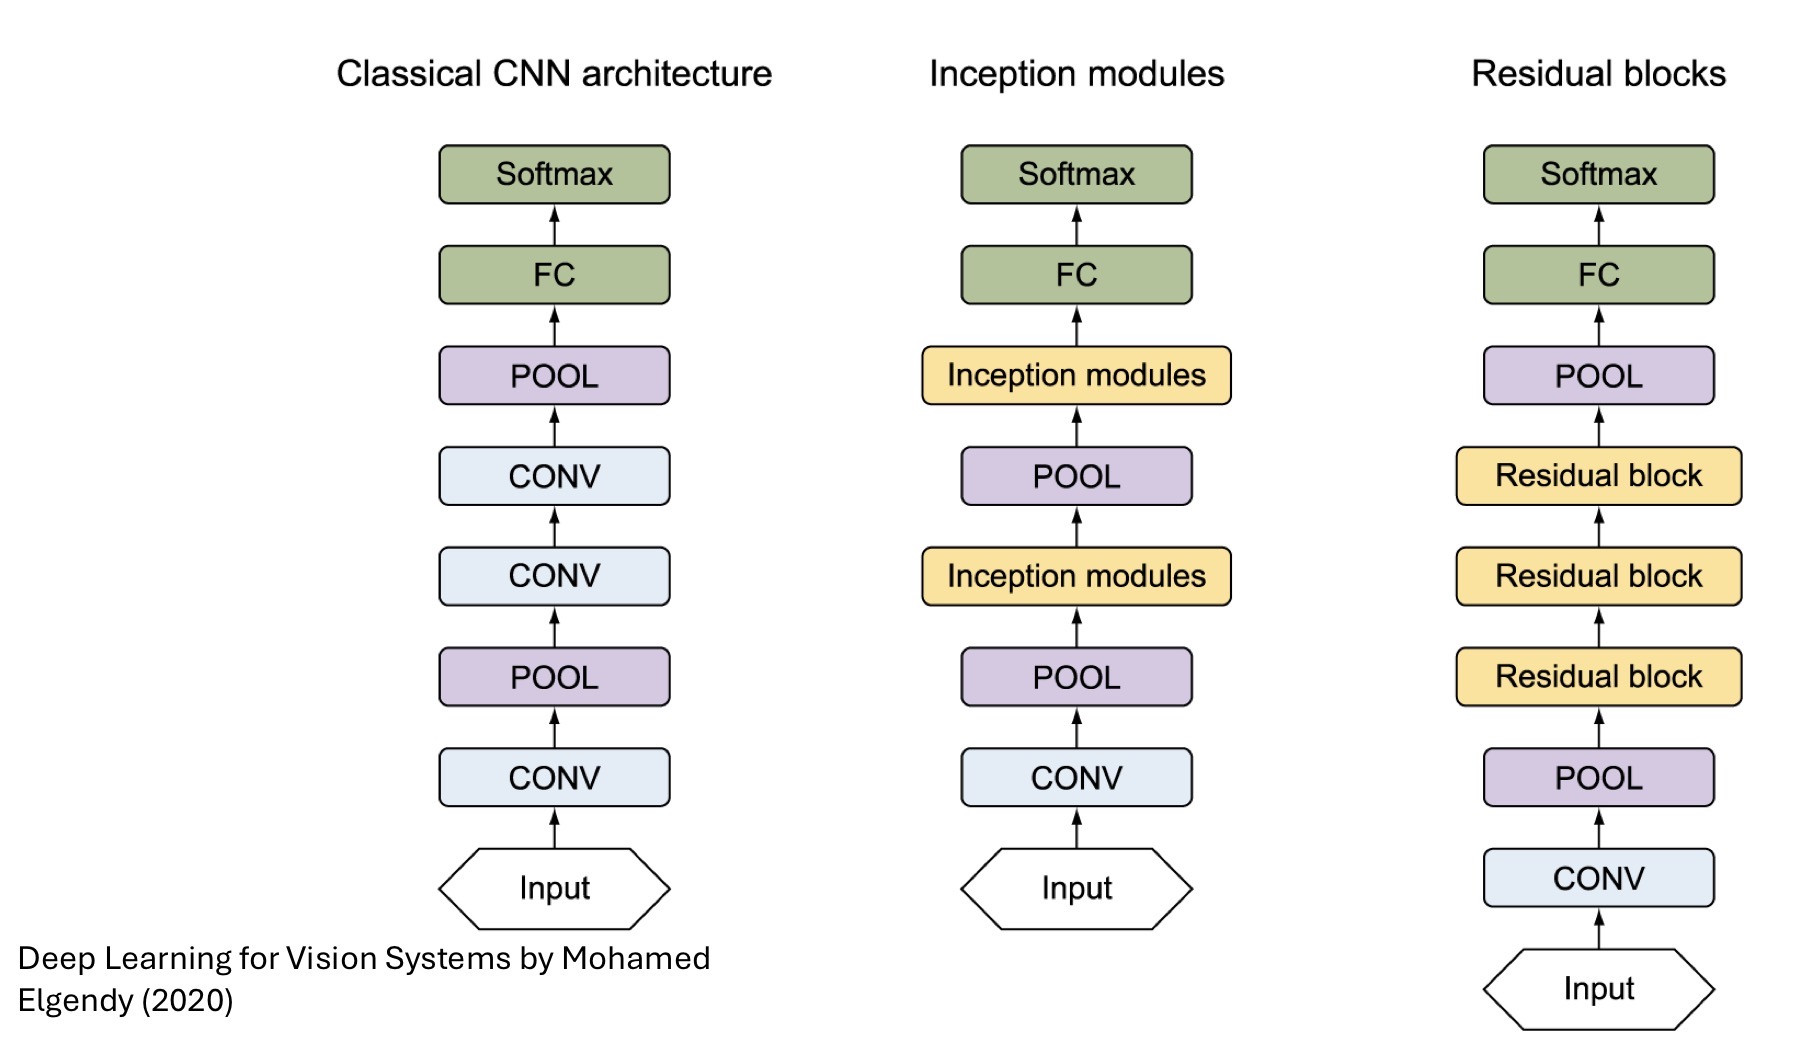 Classical CNN architecture
Softmax
FC
POOL
CONV
CONV
POOL
CONV
Input
Inception modules
Softmax
FC
Inception modules
POOL
Inception modules
POOL
CONV
Input
Residual blocks
Softmax
FC
POOL
Residual block
Residual block
Residual block
POOL
CONV
Input
Deep Learning for Vision Systems by Mohamed
Elgendy (2020)